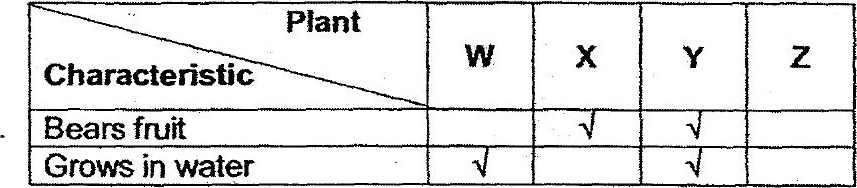 Plant
Characteristic W X Y Z
Bears fruit √ √
Grows in water √ √